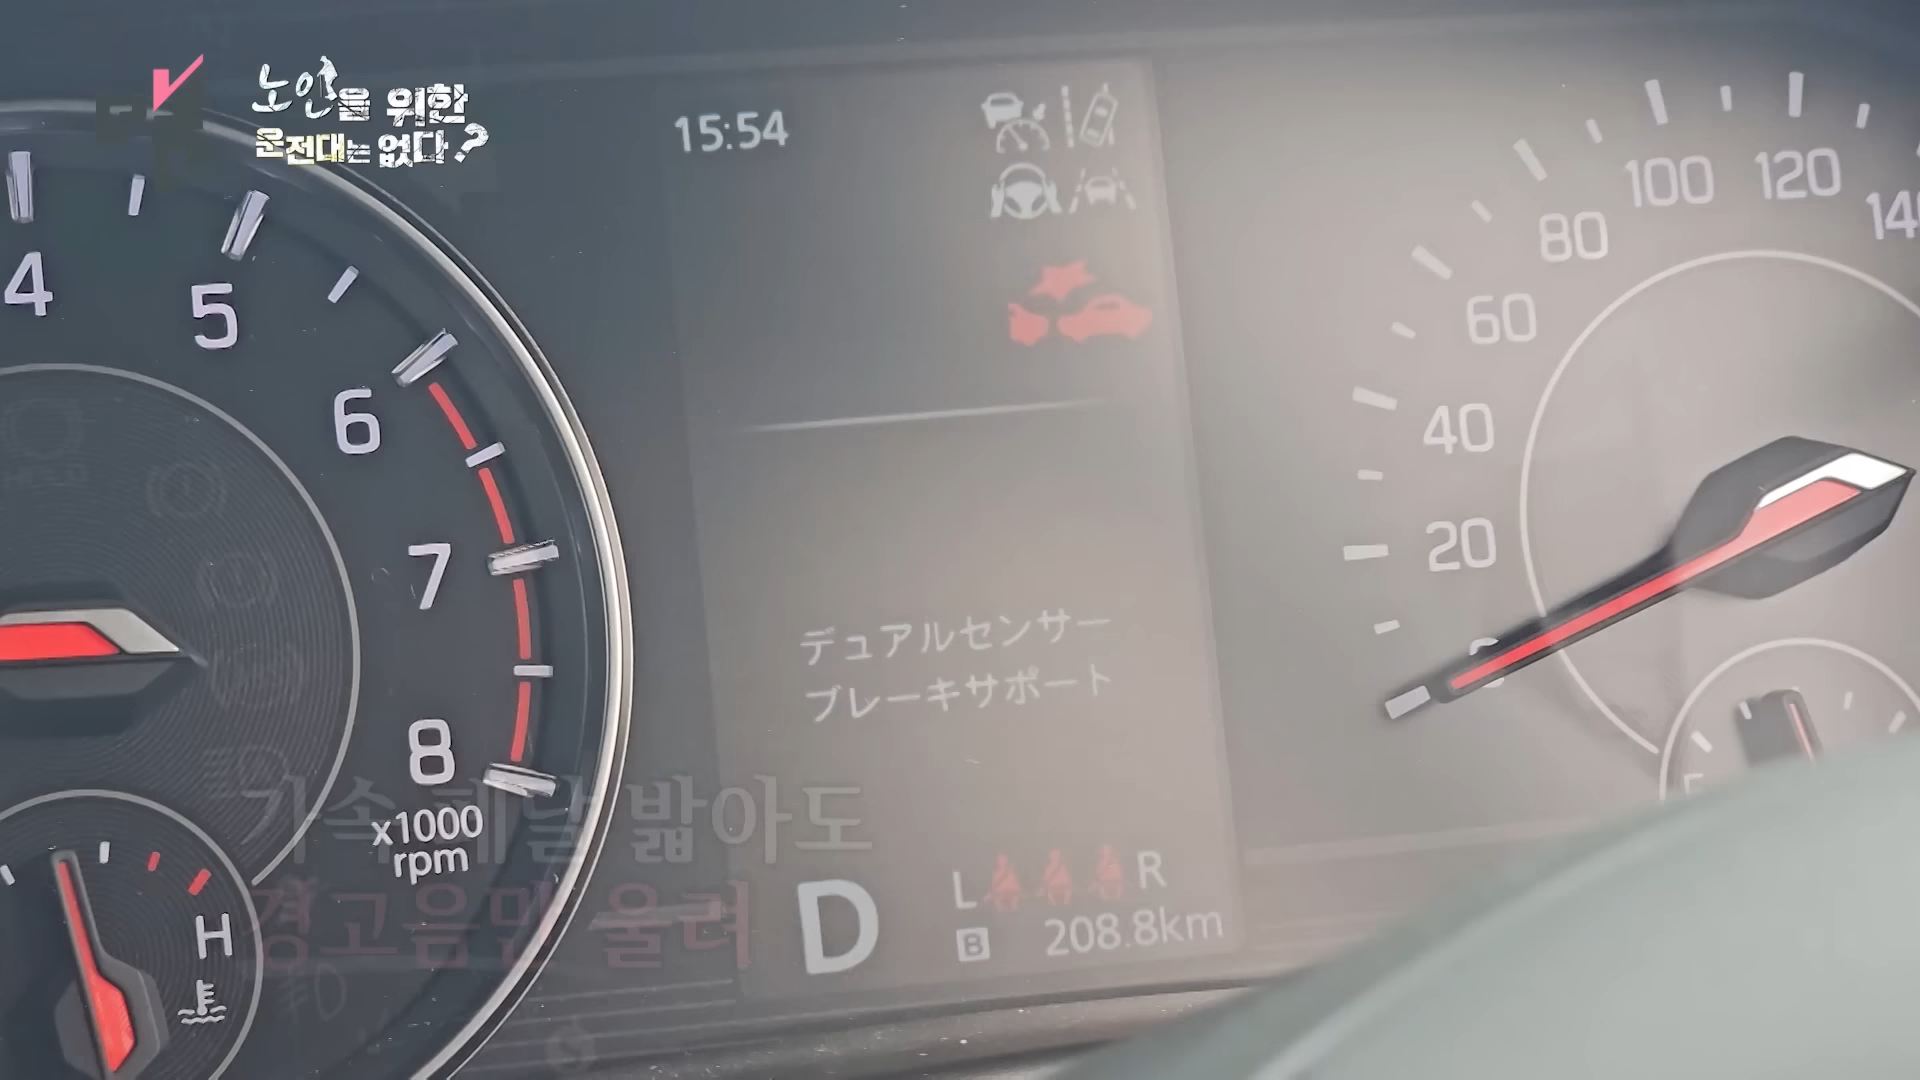 노인을 위한
운전대는 없다?
15:54
4
5
6
7
8
x1000
rpm
H
デュアルセンサー
ブレーキサポート
가속 페달 밟아도
경고음만 울려
D
L R
B 208.8km
0
20
40
60
80
100
120